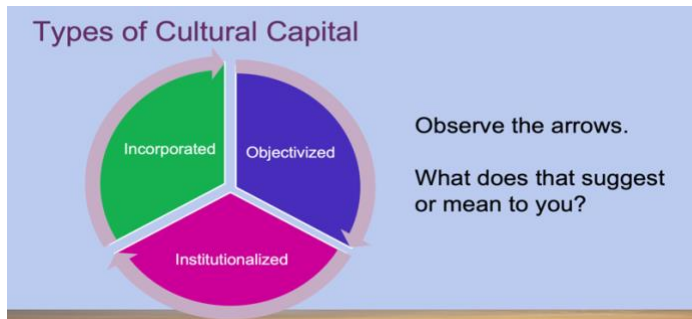 Types of Cultural Capital
Incorporated
Objectivized
Institutionalized
Observe the arrows.
What does that suggest
or mean to you?